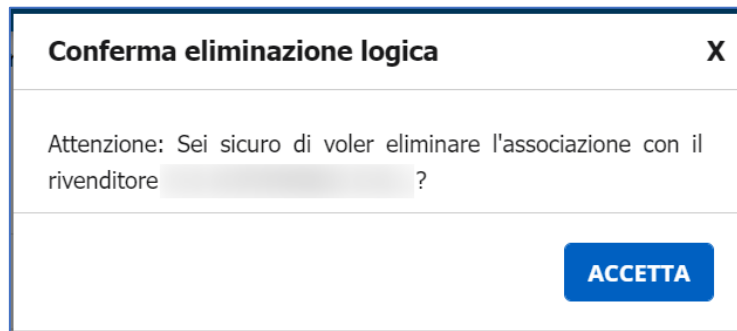 Conferma eliminazione logica X
Attenzione: Sei sicuro di voler eliminare l'associazione con il
rivenditore ?
ACCETTA